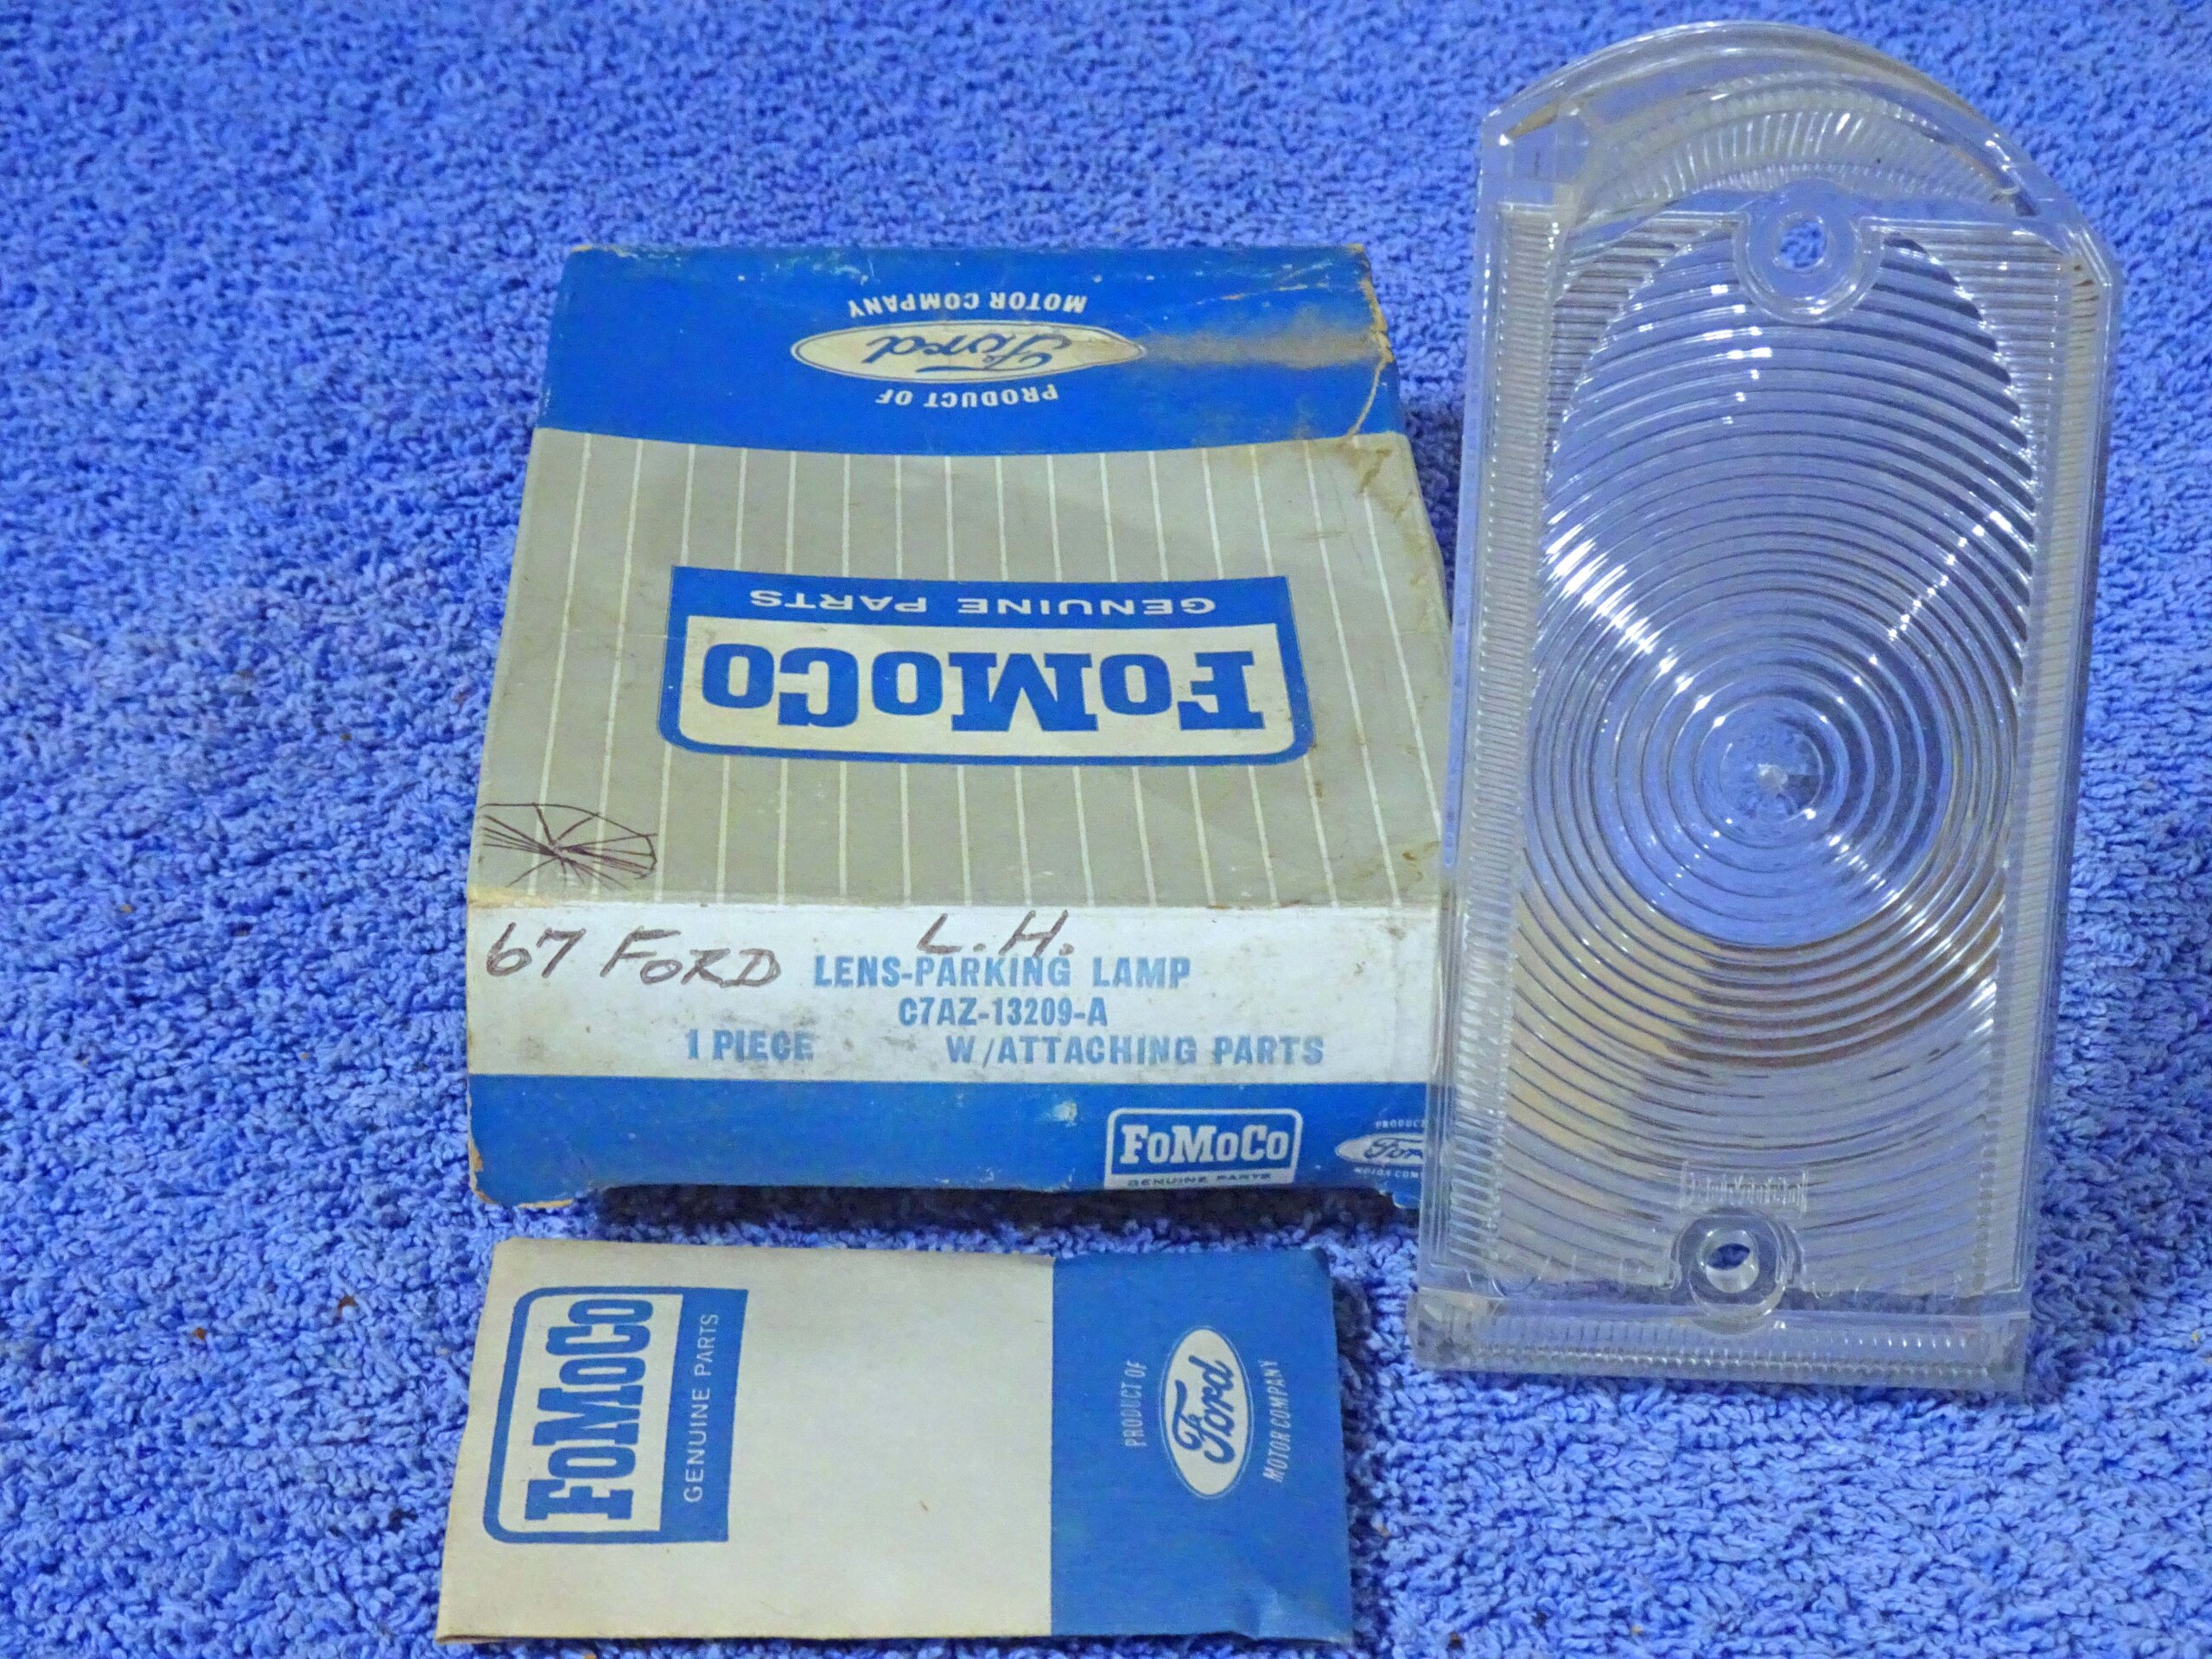 MOTOR COMPANY
Ford
PRODUCT OF
GENUINE PARTS
FoMoCo
67 FORD L.H.
LENS-PARKING LAMP
C7AZ-13209-A
1 PIECE W/ATTACHING PARTS
FoMoCo
GENUINE PARTS
FoMoCo
GENUINE PARTS
PRODUCT OF
Ford
MOTOR COMPANY